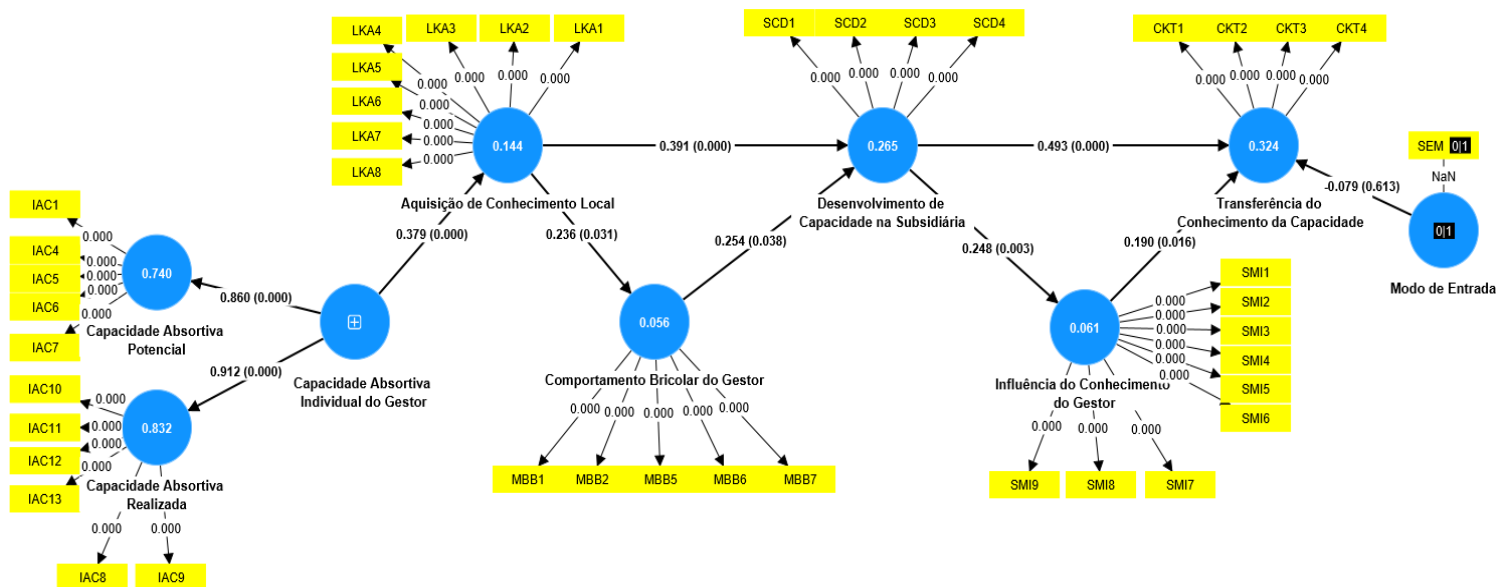 LKA4
LKA3
LKA2
LKA1
LKA5
LKA6
LKA7
LKA8
0.000
0.000
0.000
0.000
0.000
0.000
0.000
0.000
0.144
Aquisição de Conhecimento Local
SCD1
SCD2
SCD3
SCD4
0.000
0.000
0.000
0.000
0.265
Desenvolvimento de
Capacidade na Subsidiária
CKT1
CKT2
CKT3
CKT4
0.000
0.000
0.000
0.000
0.324
Transferência do
Conhecimento da Capacidade
SEM 0|1
NaN
0|1
Modo de Entrada
-0.079 (0.613)
0.391 (0.000)
0.493 (0.000)
0.379 (0.000)
0.236 (0.031)
0.254 (0.038)
0.248 (0.003)
0.190 (0.016)
IAC1
IAC4
IAC5
IAC6
IAC7
0.000
0.000
0.000
0.000
0.000
0.740
Capacidade Absortiva
Potencial
0.860 (0.000)
0.912 (0.000)
Capacidade Absortiva
Individual do Gestor
IAC10
IAC11
IAC12
IAC13
0.000
0.000
0.000
0.000
0.832
Capacidade Absortiva
Realizada
0.000
0.000
IAC8
IAC9
0.056
Comportamento Bricolar do Gestor
0.000
0.000
0.000
0.000
0.000
MBB1
MBB2
MBB5
MBB6
MBB7
0.061
Influência do Conhecimento
do Gestor
0.000
0.000
0.000
0.000
0.000
0.000
SMI1
SMI2
SMI3
SMI4
SMI5
SMI6
0.000
0.000
0.000
SMI9
SMI8
SMI7